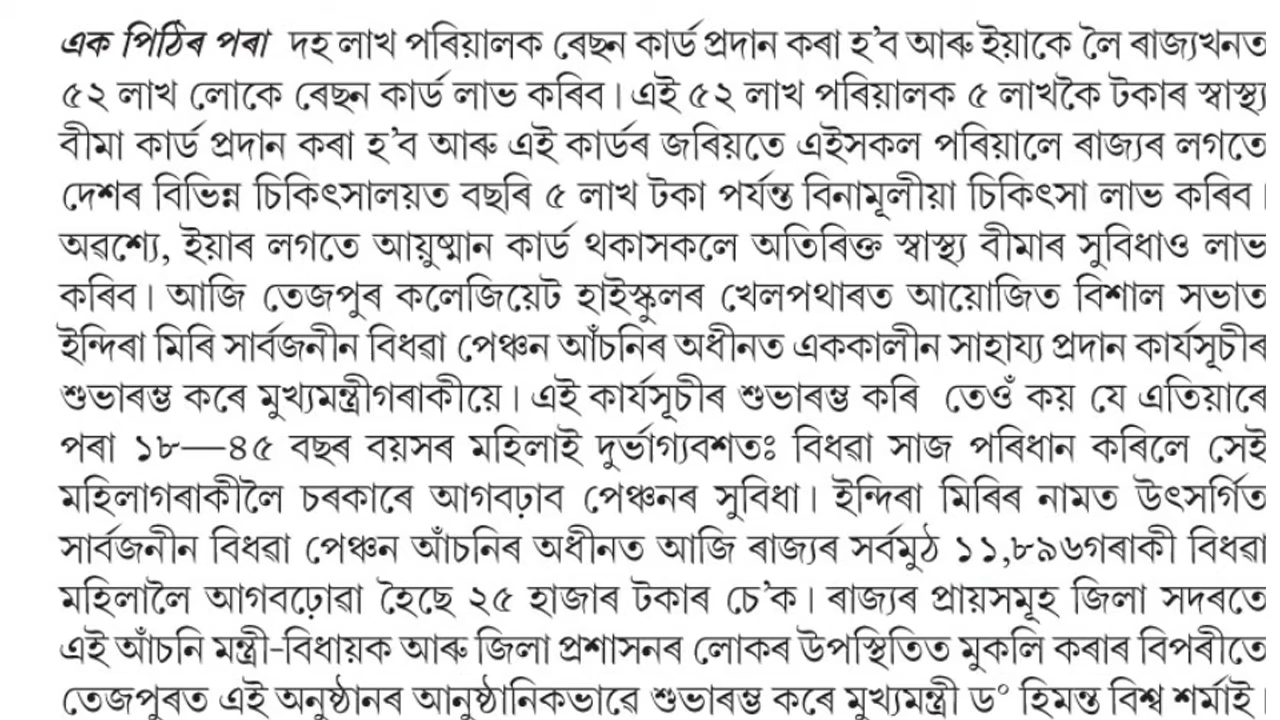 এক পিঠিৰ পৰা দহ লাখ পৰিয়ালক ৰেছন কাৰ্ড প্ৰদান কৰা হ’ব আৰু ইয়াকে লৈ ৰাজ্যখনত
৫২ লাখ লোকে ৰেছন কাৰ্ড লাভ কৰিব। এই ৫২ লাখ পৰিয়ালক ৫ লাখকৈ টকাৰ স্বাস্থ্য
বীমা কাৰ্ড প্ৰদান কৰা হ’ব আৰু এই কাৰ্ডৰ জৰিয়তে এইসকল পৰিয়ালে ৰাজ্যৰ লগতে
দেশৰ বিভিন্ন চিকিৎসালয়ত বছৰি ৫ লাখ টকা পৰ্যন্ত বিনামূলীয়া চিকিৎসা লাভ কৰিব।
অৱশ্যে, ইয়াৰ লগতে আয়ুষ্মান কাৰ্ড থকাসকলে অতিৰিক্ত স্বাস্থ্য বীমাৰ সুবিধাও লাভ
কৰিব। আজি তেজপুৰ কলেজিয়েট হাইস্কুলৰ খেলপথাৰত আয়োজিত বিশাল সভাত
ইন্দিৰা মিৰি সাৰ্বজনীন বিধৱা পেঞ্চন আঁচনিৰ অধীনত এককালীন সাহায্য প্ৰদান কাৰ্যসূচীৰ
শুভাৰম্ভ কৰে মুখ্যমন্ত্ৰীগৰাকীয়ে। এই কাৰ্যসূচীৰ শুভাৰম্ভ কৰি তেওঁ কয় যে এতিয়াৰে
পৰা ১৮—৪৫ বছৰ বয়সৰ মহিলাই দুৰ্ভাগ্যবশতঃ বিধৱা সাজ পৰিধান কৰিলে সেই
মহিলাগৰাকীলৈ চৰকাৰে আগবঢ়াব পেঞ্চনৰ সুবিধা। ইন্দিৰা মিৰিৰ নামত উৎসৰ্গিত
সাৰ্বজনীন বিধৱা পেঞ্চন আঁচনিৰ অধীনত আজি ৰাজ্যৰ সৰ্বমুঠ ১১,৮৯৬গৰাকী বিধৱা
মহিলালৈ আগবঢ়োৱা হৈছে ২৫ হাজাৰ টকাৰ চে’ক। ৰাজ্যৰ প্ৰায়সমূহ জিলা সদৰতে
এই আঁচনি মন্ত্ৰী-বিধায়ক আৰু জিলা প্ৰশাসনৰ লোকৰ উপস্থিতিত মুকলি কৰাৰ বিপৰীতে
তেজপুৰত এই অনুষ্ঠানৰ আনুষ্ঠানিকভাৱে শুভাৰম্ভ কৰে মুখ্যমন্ত্ৰী ড° হিমন্ত বিশ্ব শৰ্মাই।